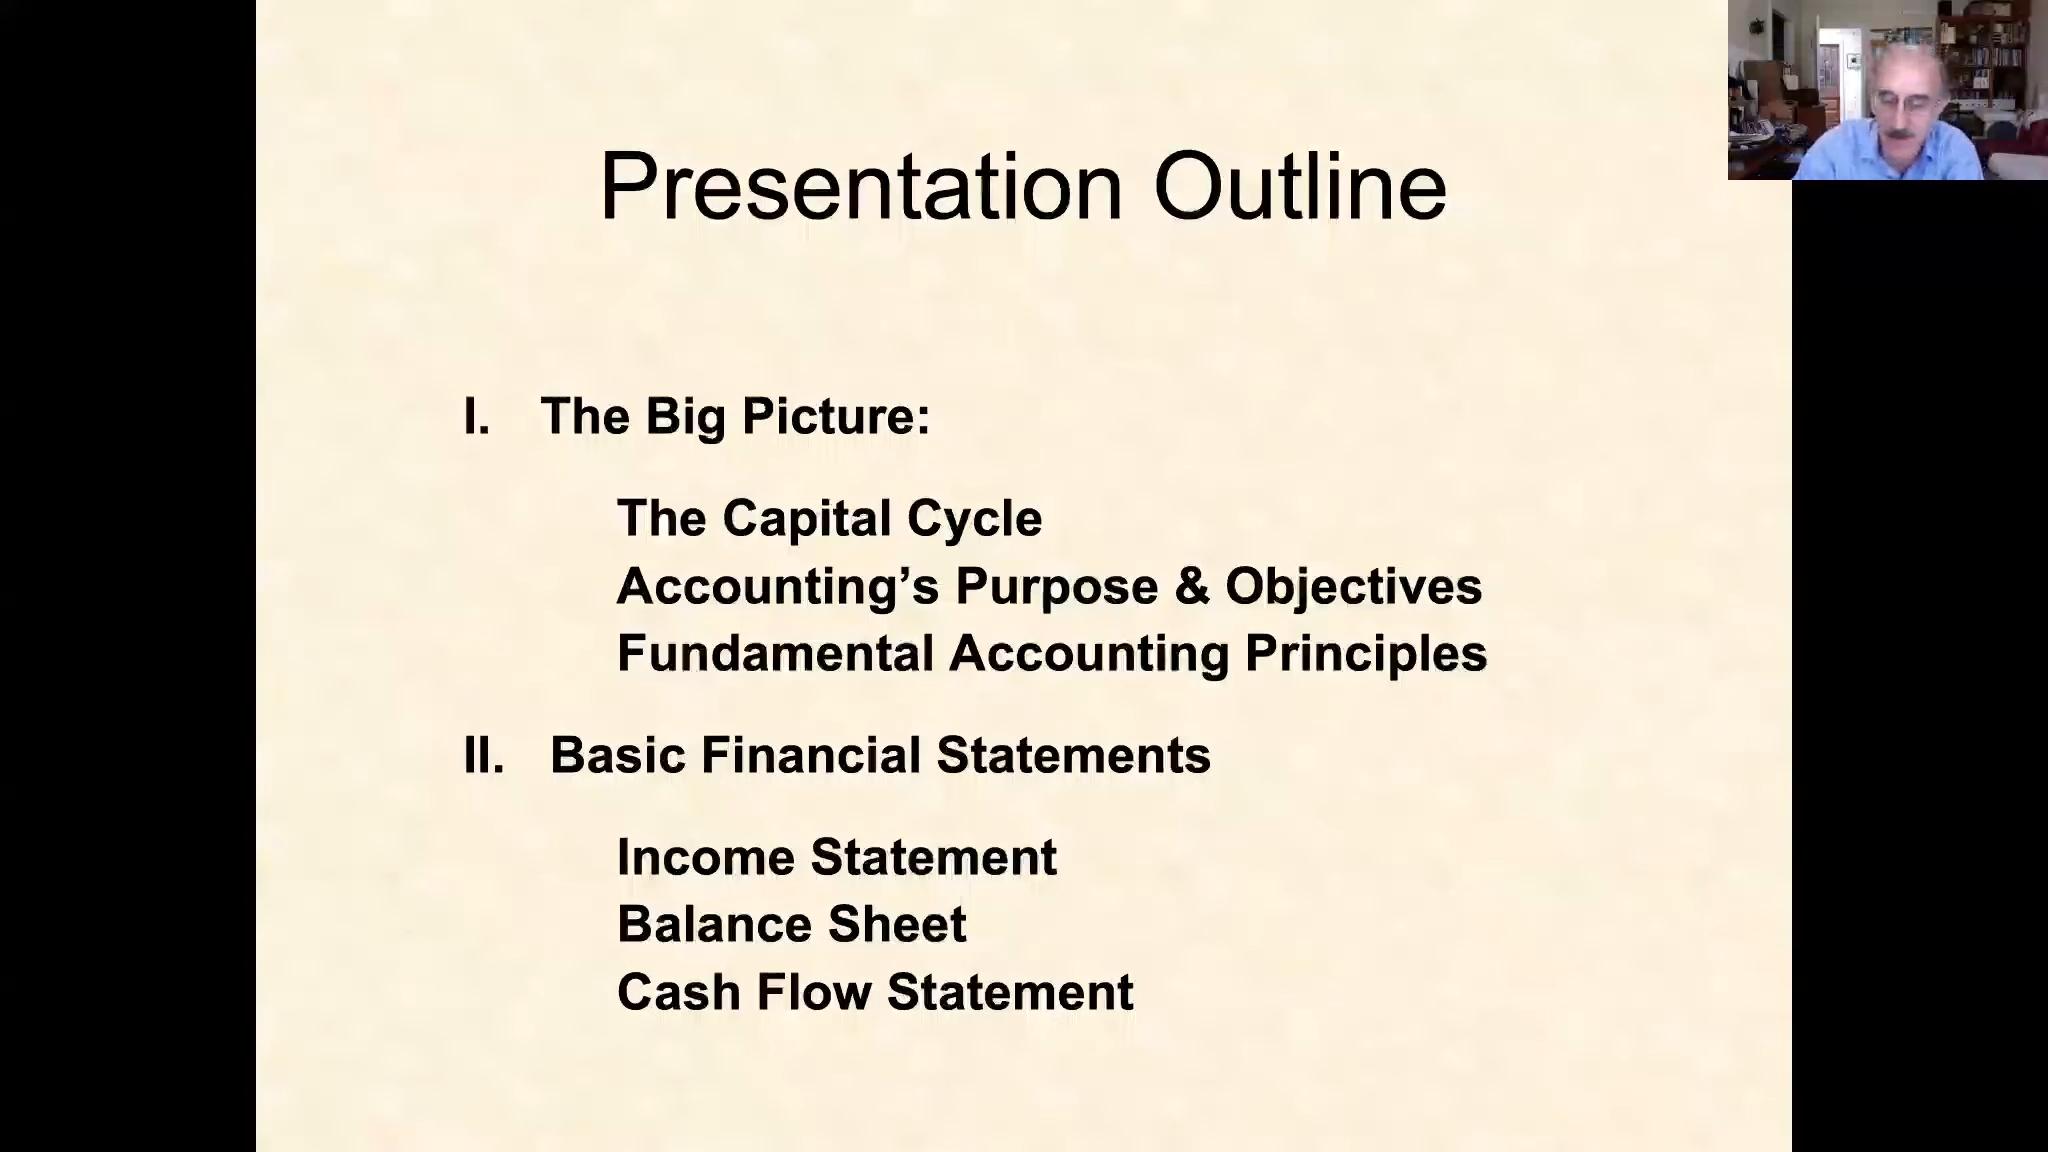 Presentation Outline
I. The Big Picture:
The Capital Cycle
Accounting’s Purpose & Objectives
Fundamental Accounting Principles
II. Basic Financial Statements
Income Statement
Balance Sheet
Cash Flow Statement